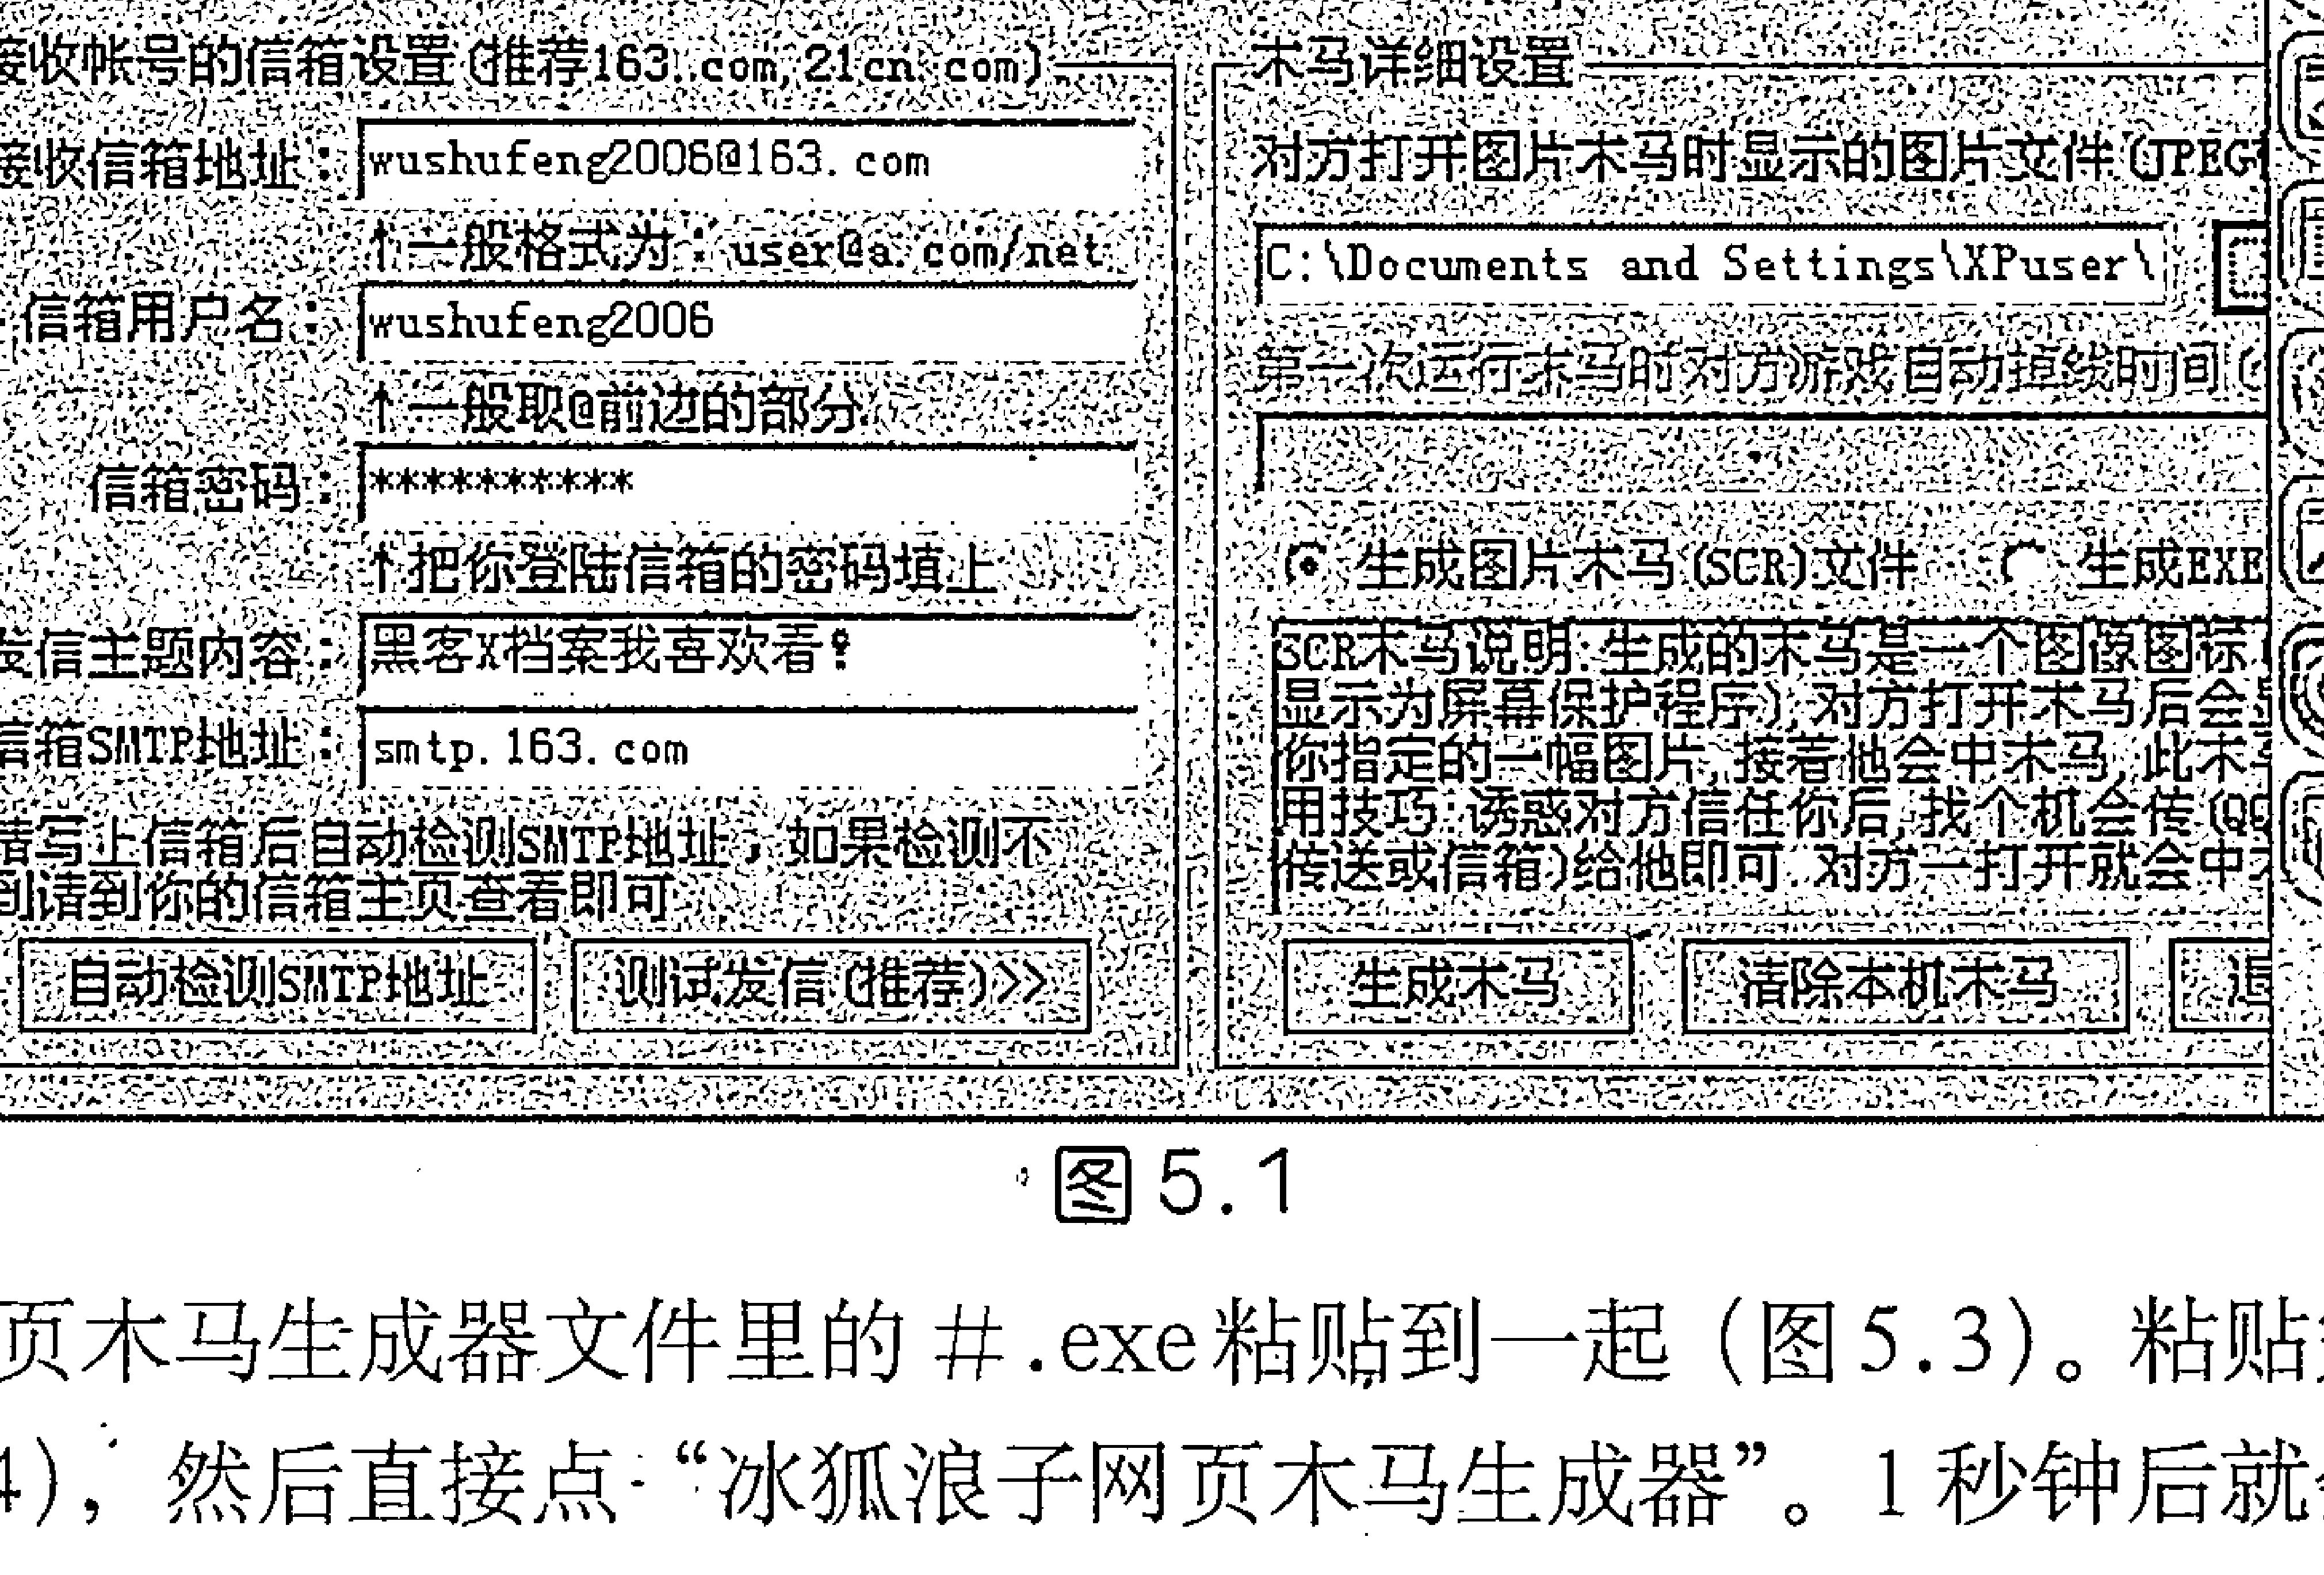 接收帐号的信箱设置(推荐163.com,21cn.com)
接收信箱地址：
wushufeng2006@163.com
↑一般格式为：user@a.com/net
信箱用户名：
wushufeng2006
↑一般取@前边的部分
信箱密码：
**********
↑把你登陆信箱的密码填上
发信主题内容：
黑客X档案我喜欢看!
信箱SMTP地址：
smtp.163.com
请写上信箱后自动检测SMTP地址，如果检测不
到请到你的信箱主页查看即可
自动检测SMTP地址
测试发信(推荐)>>
木马详细设置
对方打开图片木马时显示的图片文件(JPEG
C:\Documents and Settings\XPuser\
第一次运行木马时对方游戏自动掉线时间(
生成图片木马(SCR)文件
生成EXE
SCR木马说明:生成的木马是一个图像图标(
显示为屏幕保护程序),对方打开木马后会
你指定的一幅图片,接着他会中木马,此木
用技巧:诱惑对方信任你后,找个机会传(QQ
传送或信箱)给他即可.对方一打开就会中
生成木马
清除本机木马
图5.1
页木马生成器文件里的#.exe粘贴到一起（图5.3）。粘贴
4），然后直接点“冰狐浪子网页木马生成器”。1秒钟后就